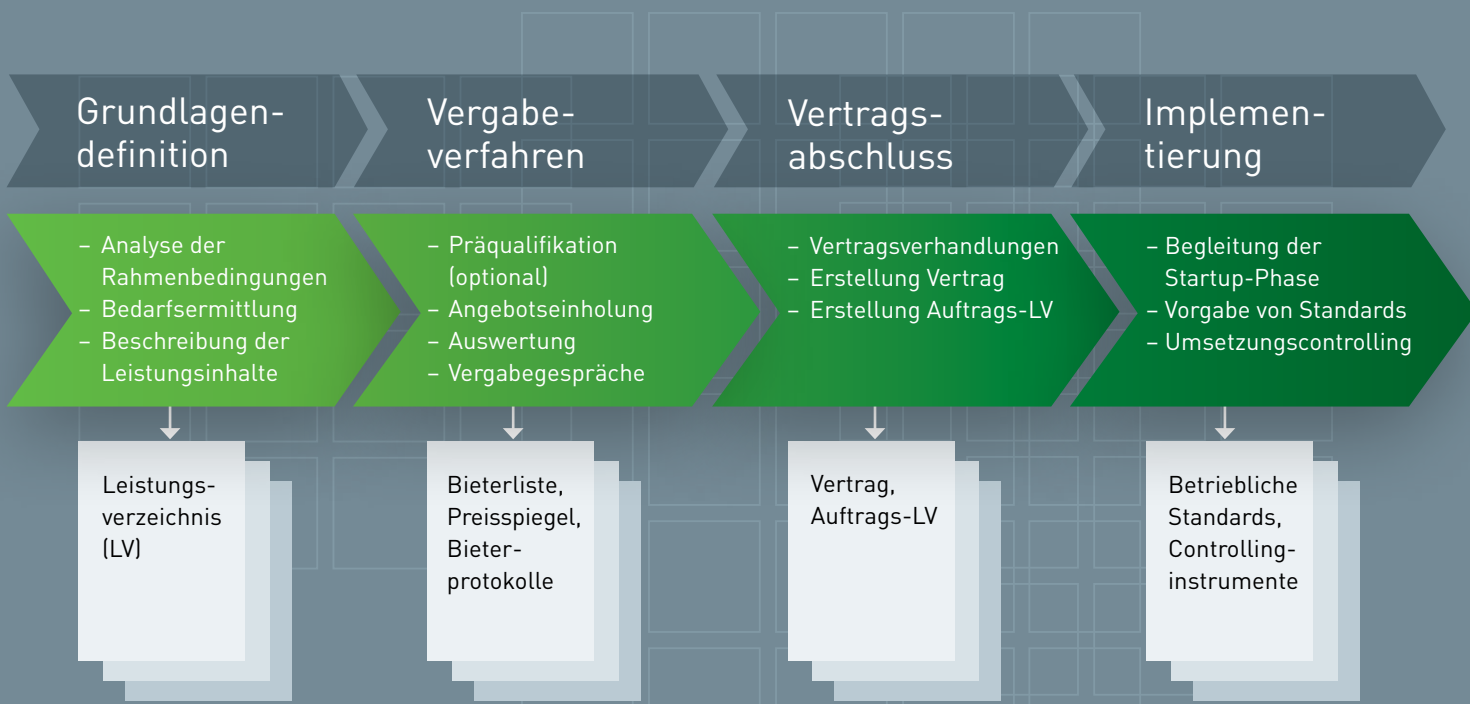 Grundlagen-
definition
Vergabe-
verfahren
Vertrags-
abschluss
Implemen-
tierung
– Analyse der
Rahmenbedingungen
– Bedarfsermittlung
– Beschreibung der
Leistungsinhalte
– Präqualifikation
(optional)
– Angebotseinholung
– Auswertung
– Vergabegespräche
– Vertragsverhandlungen
– Erstellung Vertrag
– Erstellung Auftrags-LV
– Begleitung der
Startup-Phase
– Vorgabe von Standards
– Umsetzungscontrolling
Leistungs-
verzeichnis
(LV)
Bieterliste,
Preisspiegel,
Bieter-
protokolle
Vertrag,
Auftrags-LV
Betriebliche
Standards,
Controlling-
instrumente